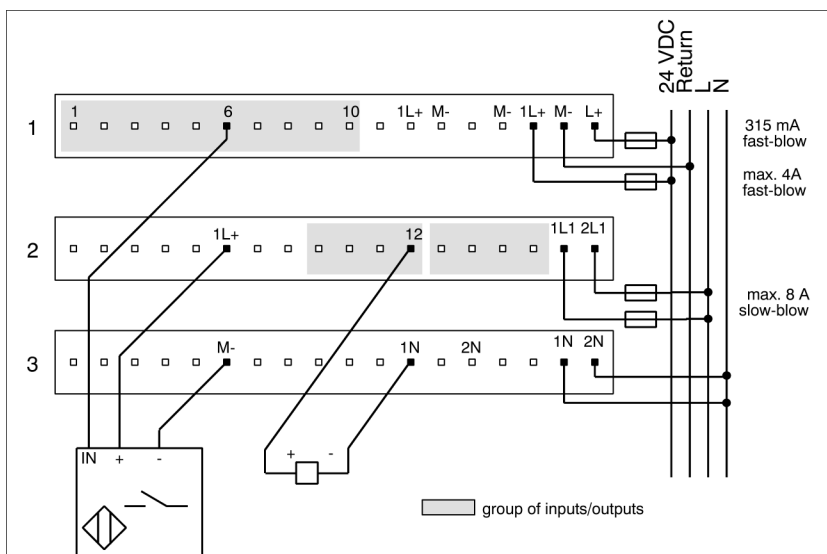 24 VDC
Return
L
N
1 6 10 1L+ M- M- 1L+ M- L+
1
315 mA
fast-blow
max. 4A
fast-blow
1L+ 12 1L1 2L1
2
max. 8 A
slow-blow
M- 1N 2N 1N 2N
3
IN + -
+ -
group of inputs/outputs